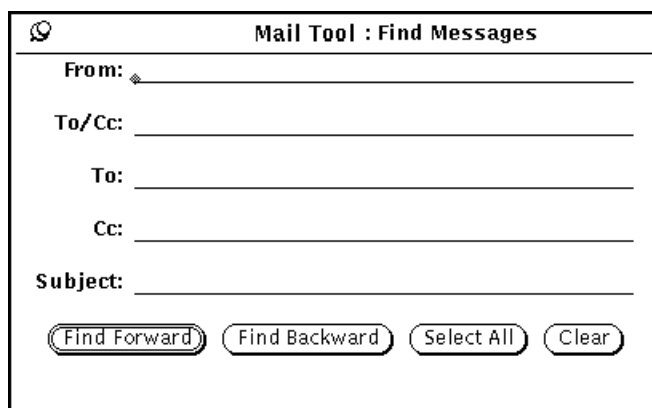 Mail Tool : Find Messages
From:
To/Cc:
To:
Cc:
Subject:
Find Forward Find Backward Select All Clear